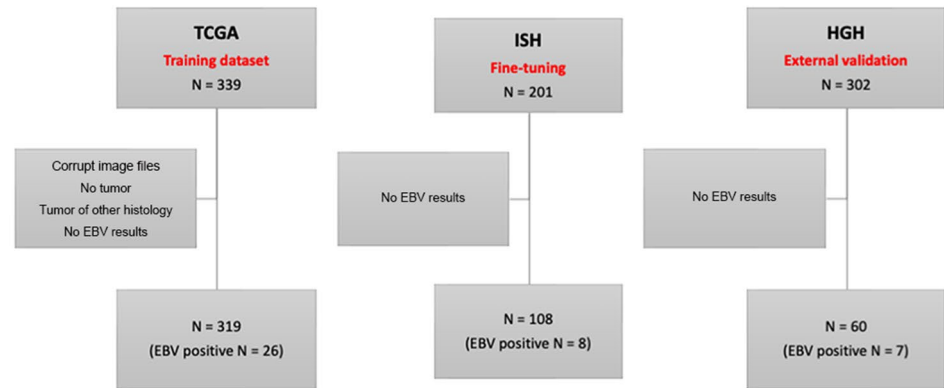 TCGA
Training dataset
N = 339
ISH
Fine-tuning
N = 201
HGH
External validation
N = 302
Corrupt image files
No tumor
Tumor of other histology
No EBV results
No EBV results
No EBV results
N = 319
(EBV positive N = 26)
N = 108
(EBV positive N = 8)
N = 60
(EBV positive N = 7)